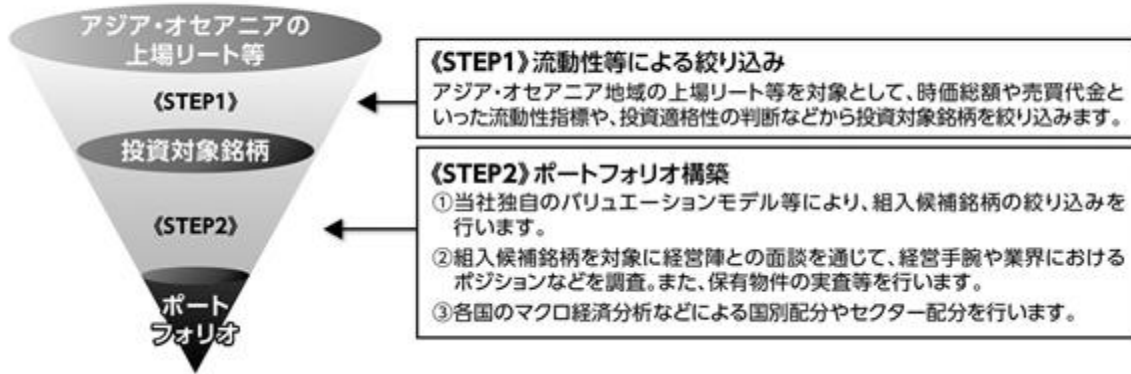 アジア・オセアニアの
上場リート等
《STEP1》
投資対象銘柄
《STEP2》
ポート
フォリオ
《STEP1》流動性等による絞り込み
アジア・オセアニア地域の上場リート等を対象として、時価総額や売買代金と
いった流動性指標や、投資適格性の判断などから投資対象銘柄を絞り込みます。
《STEP2》ポートフォリオ構築
①当社独自のバリュエーションモデル等により、組入候補銘柄の絞り込みを
行います。
②組入候補銘柄を対象に経営陣との面談を通じて、経営手腕や業界における
ポジションなどを調査。また、保有物件の実査等を行います。
③各国のマクロ経済分析などによる国別配分やセクター配分を行います。